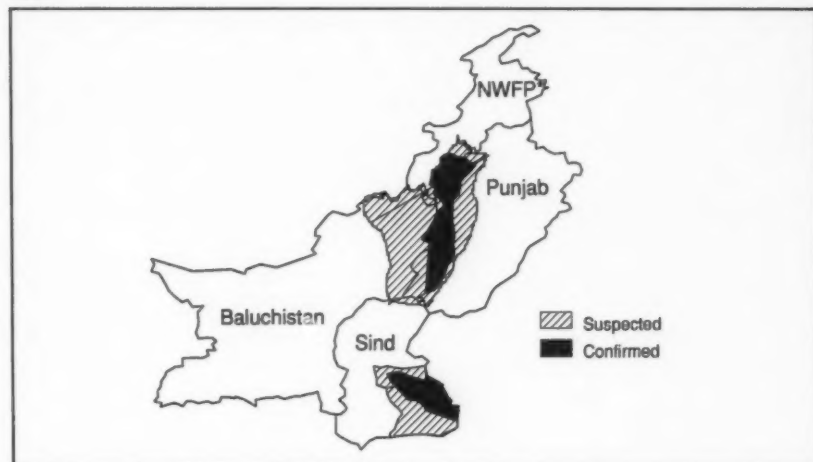 NWFP*
Punjab
Baluchistan
Sind
Suspected
Confirmed